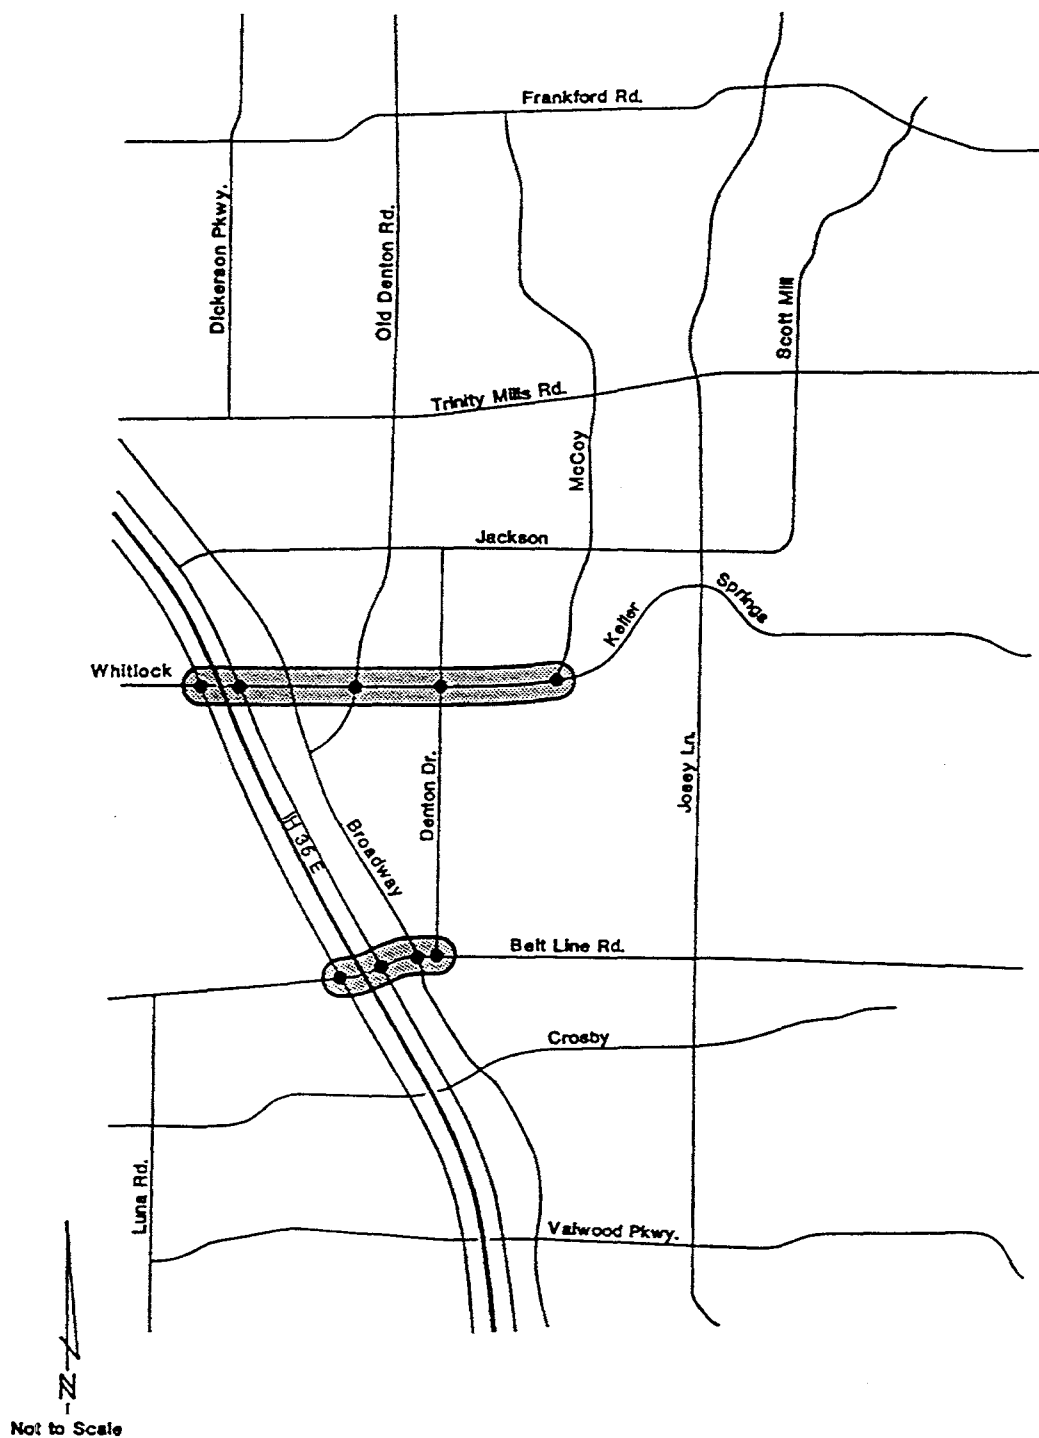 Frankford Rd.
Dickerson Pkwy.
Old Denton Rd.
Scott Mill
Trinity Mills Rd.
McCoy
Jackson
Keller
Springs
Whitlock
Denton Dr.
Josey Ln.
IH 35 E
Broadway
Belt Line Rd.
Crosby
Luna Rd.
Valwood Pkwy.
N
Not to Scale